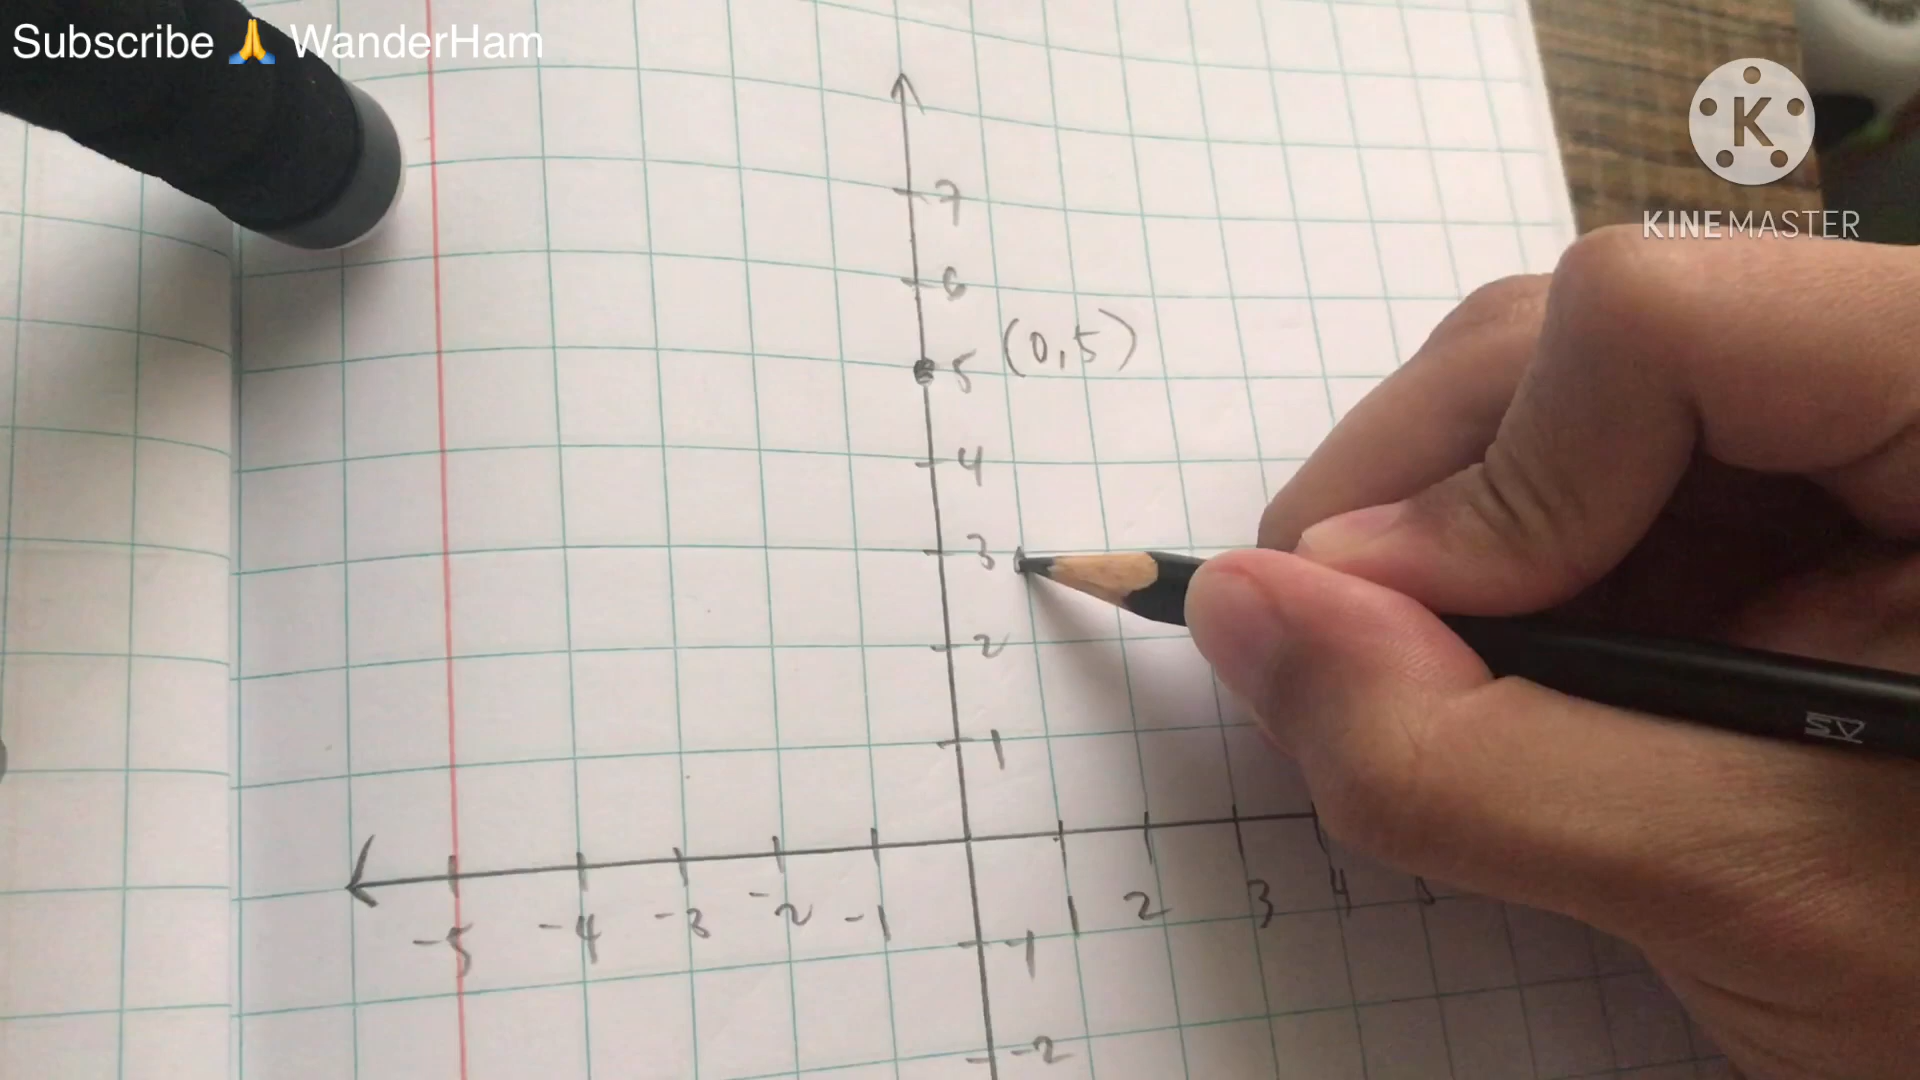 Subscribe 🙏 WanderHam
K
KINEMASTER
7
6
5 (0,5)
4
3
2
1
-5 -4 -3 -2 -1 1 2 3 4
-1
-2